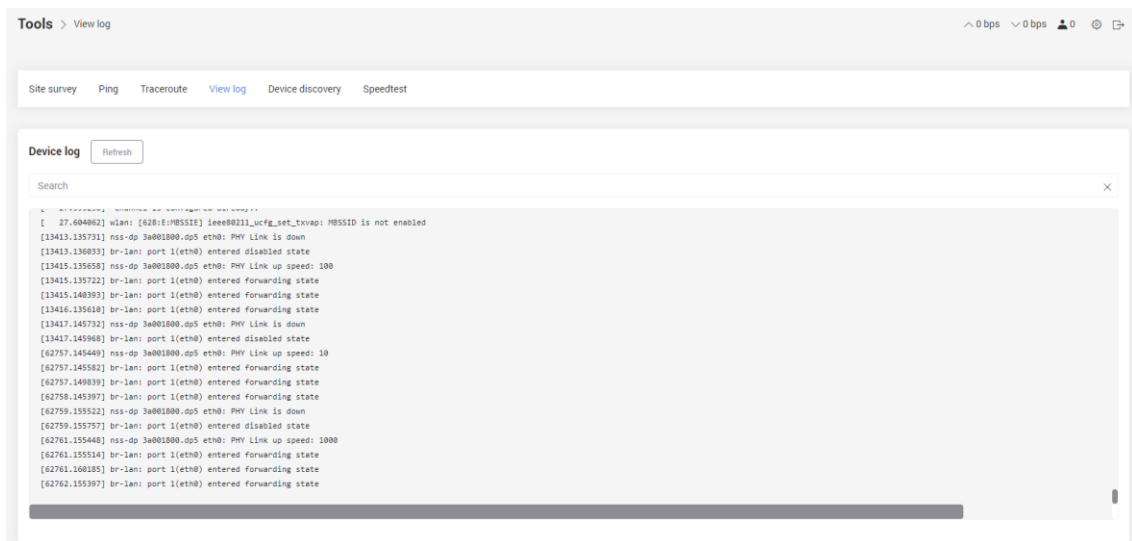 Tools > View log
0 bps 0 bps 0
Site survey Ping Traceroute View log Device discovery Speedtest
Device log Refresh
Search
[ 27.604062] wlan: [628:E:MBSSIE] ieee80211_ucfg_set_txvap: MBSSID is not enabled
[13413.135731] nss-dp 3a001800.dp5 eth0: PHY Link is down
[13413.136033] br-lan: port 1(eth0) entered disabled state
[13415.135658] nss-dp 3a001800.dp5 eth0: PHY Link up speed: 100
[13415.135722] br-lan: port 1(eth0) entered forwarding state
[13415.140393] br-lan: port 1(eth0) entered forwarding state
[13416.135610] br-lan: port 1(eth0) entered forwarding state
[13417.145732] nss-dp 3a001800.dp5 eth0: PHY Link is down
[13417.145968] br-lan: port 1(eth0) entered disabled state
[62757.145449] nss-dp 3a001800.dp5 eth0: PHY Link up speed: 10
[62757.145582] br-lan: port 1(eth0) entered forwarding state
[62757.149839] br-lan: port 1(eth0) entered forwarding state
[62758.145397] br-lan: port 1(eth0) entered forwarding state
[62759.155522] nss-dp 3a001800.dp5 eth0: PHY Link is down
[62759.155757] br-lan: port 1(eth0) entered disabled state
[62761.155448] nss-dp 3a001800.dp5 eth0: PHY Link up speed: 1000
[62761.155514] br-lan: port 1(eth0) entered forwarding state
[62761.160185] br-lan: port 1(eth0) entered forwarding state
[62762.155397] br-lan: port 1(eth0) entered forwarding state